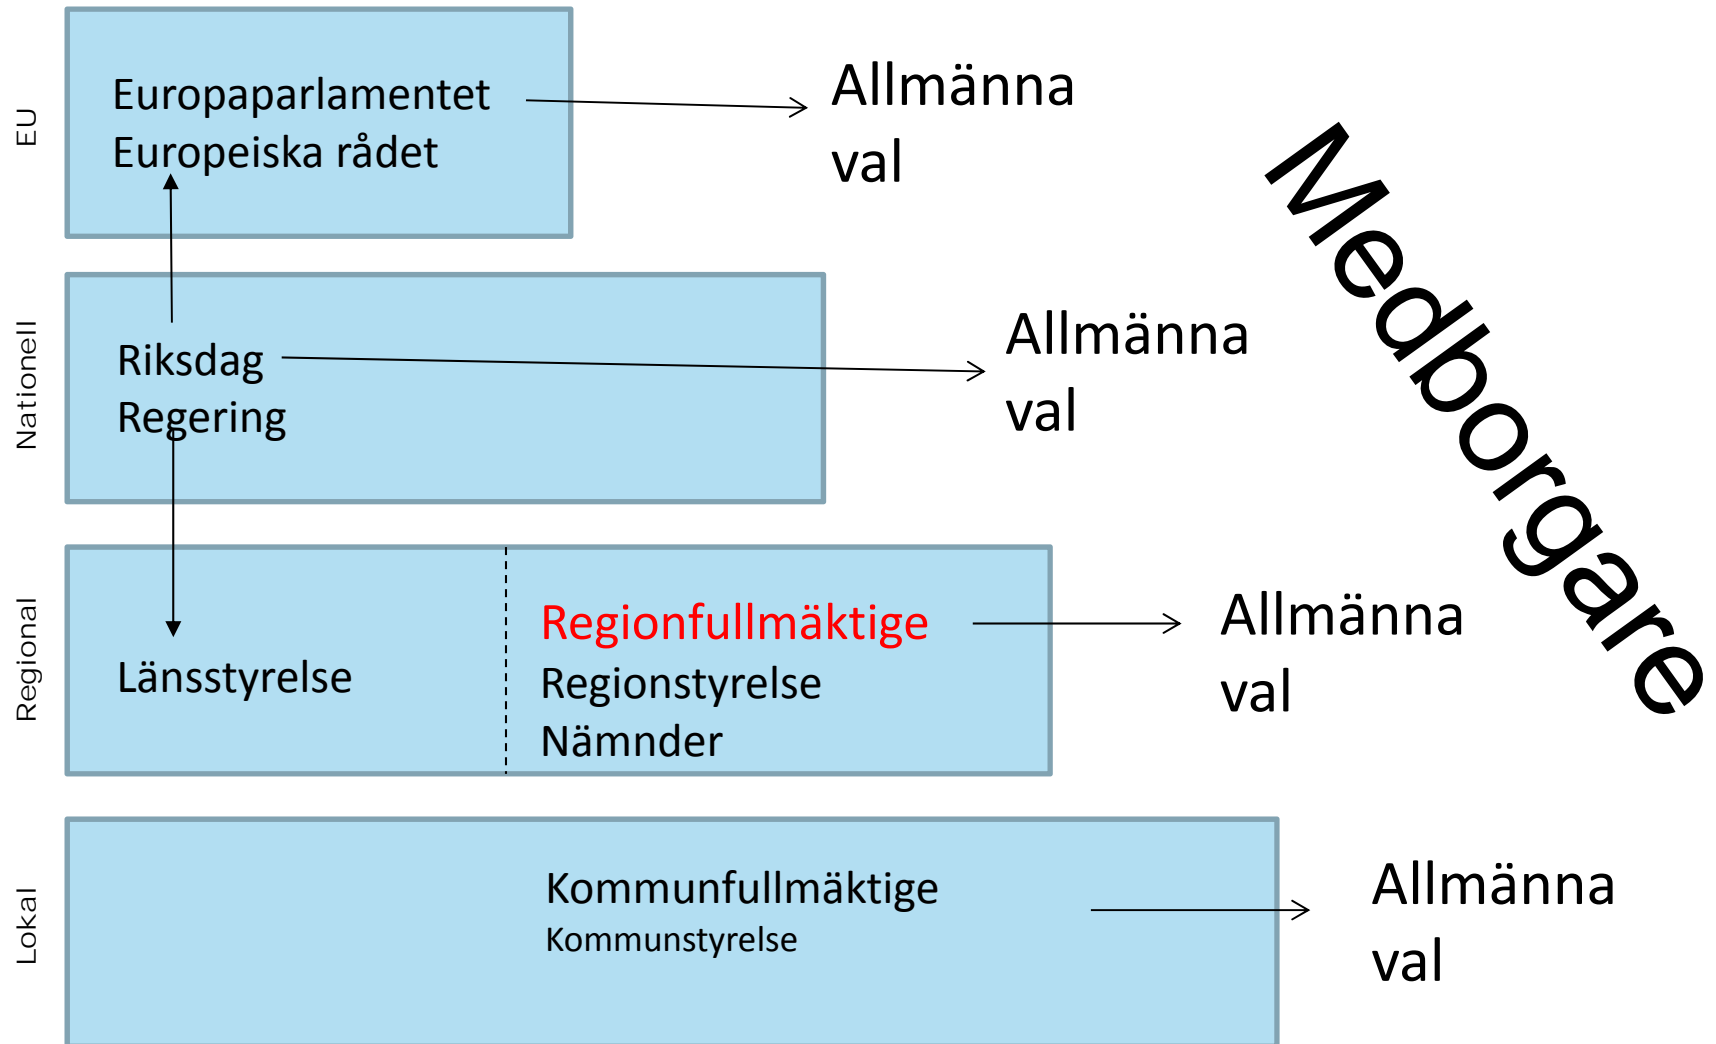 EU
Europaparlamentet
Europeiska rådet
Allmänna
val
Nationell
Riksdag
Regering
Allmänna
val
Medborgare
Regional
Länsstyrelse
Regionfullmäktige
Regionstyrelse
Nämnder
Allmänna
val
Lokal
Kommunfullmäktige
Kommunstyrelse
Allmänna
val